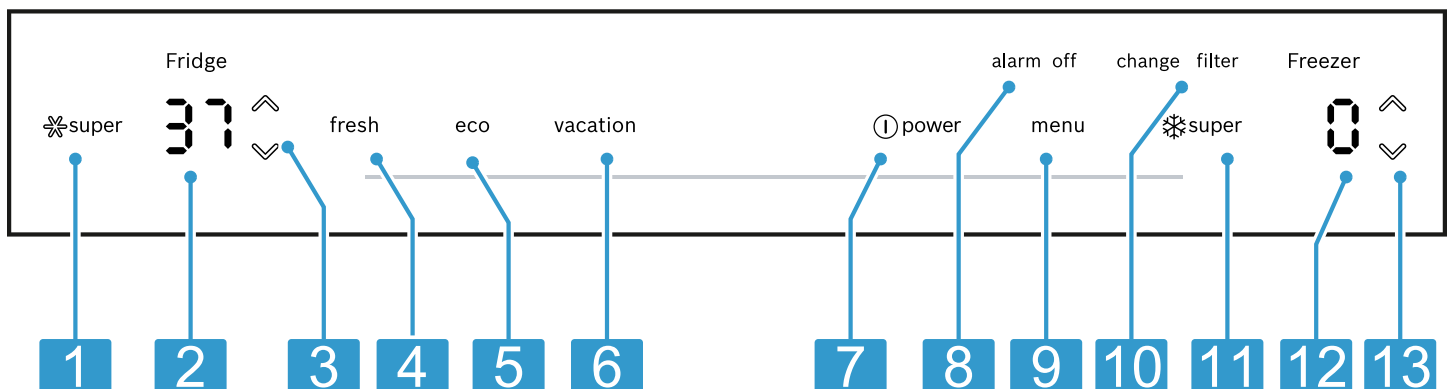 Fridge alarm off change filter Freezer
super 37 fresh eco vacation power menu super 0
1 2 3 4 5 6 7 8 9 10 11 12 13